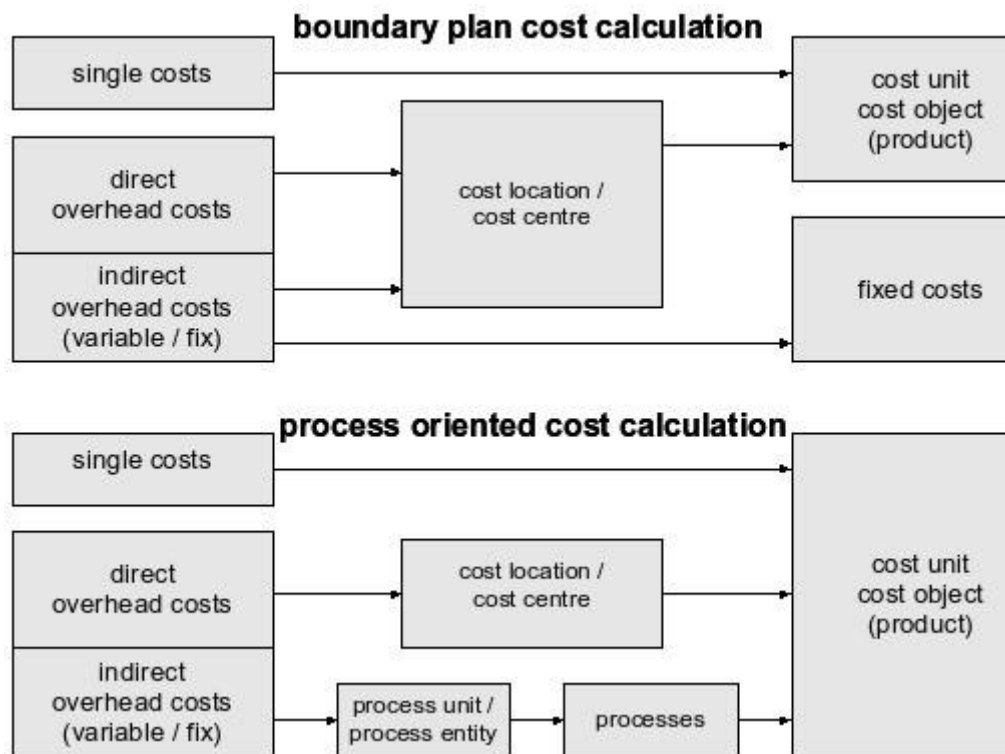 boundary plan cost calculation
single costs
direct
overhead costs
indirect
overhead costs
(variable / fix)
cost location /
cost centre
cost unit
cost object
(product)
fixed costs
process oriented cost calculation
single costs
direct
overhead costs
indirect
overhead costs
(variable / fix)
cost location /
cost centre
process unit /
process entity
processes
cost unit
cost object
(product)